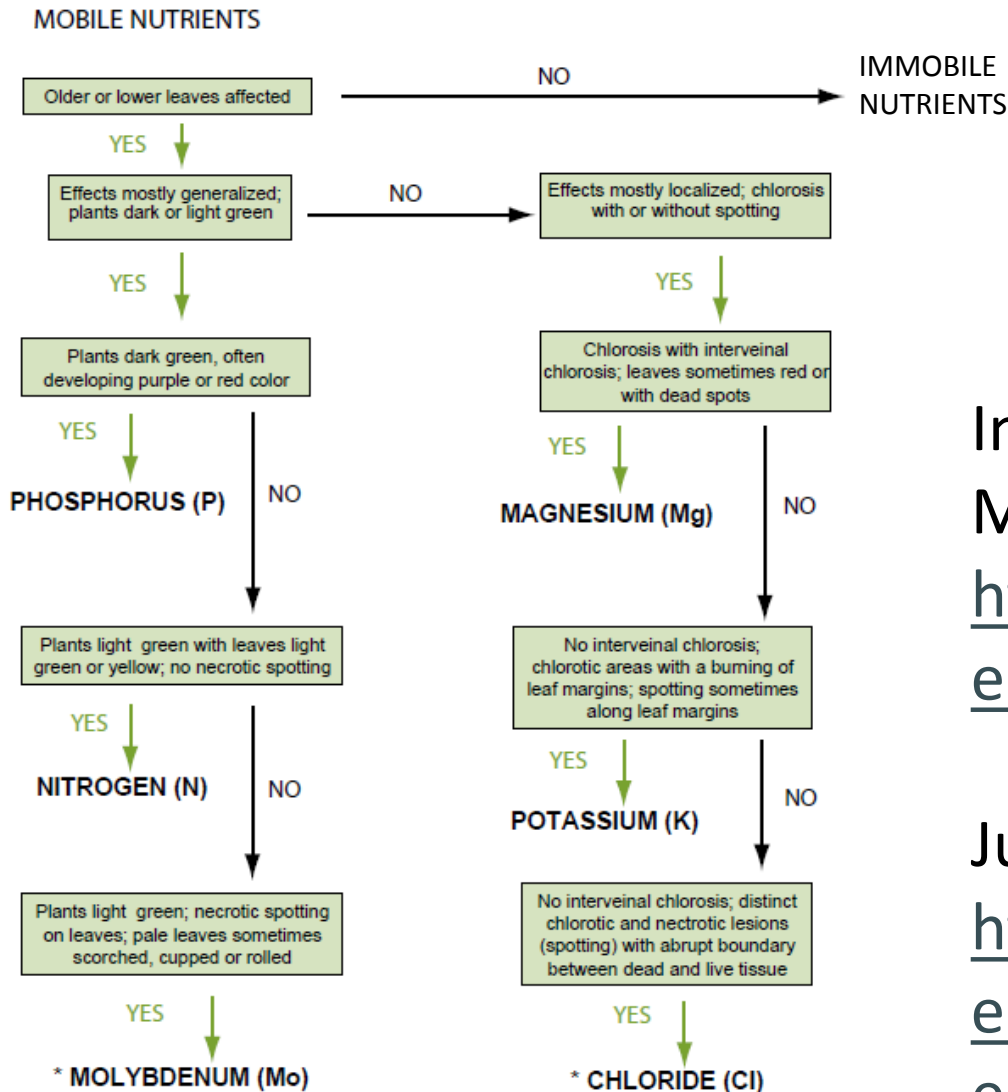 MOBILE NUTRIENTS
Older or lower leaves affected
NO
IMMOBILE
NUTRIENTS
YES
Effects mostly generalized;
plants dark or light green
NO
Effects mostly localized; chlorosis
with or without spotting
YES
YES
Plants dark green, often
developing purple or red color
Chlorosis with interveinal
chlorosis; leaves sometimes red or
with dead spots
YES
NO
PHOSPHORUS (P)
YES
NO
MAGNESIUM (Mg)
Plants light green with leaves light
green or yellow; no necrotic spotting
No interveinal chlorosis;
chlorotic areas with a burning of
leaf margins; spotting sometimes
along leaf margins
YES
NO
NITROGEN (N)
YES
NO
POTASSIUM (K)
Plants light green; necrotic spotting
on leaves; pale leaves sometimes
scorched, cupped or rolled
No interveinal chlorosis; distinct
chlorotic and nectrotic lesions
(spotting) with abrupt boundary
between dead and live tissue
YES
* MOLYBDENUM (Mo)
YES
* CHLORIDE (Cl)